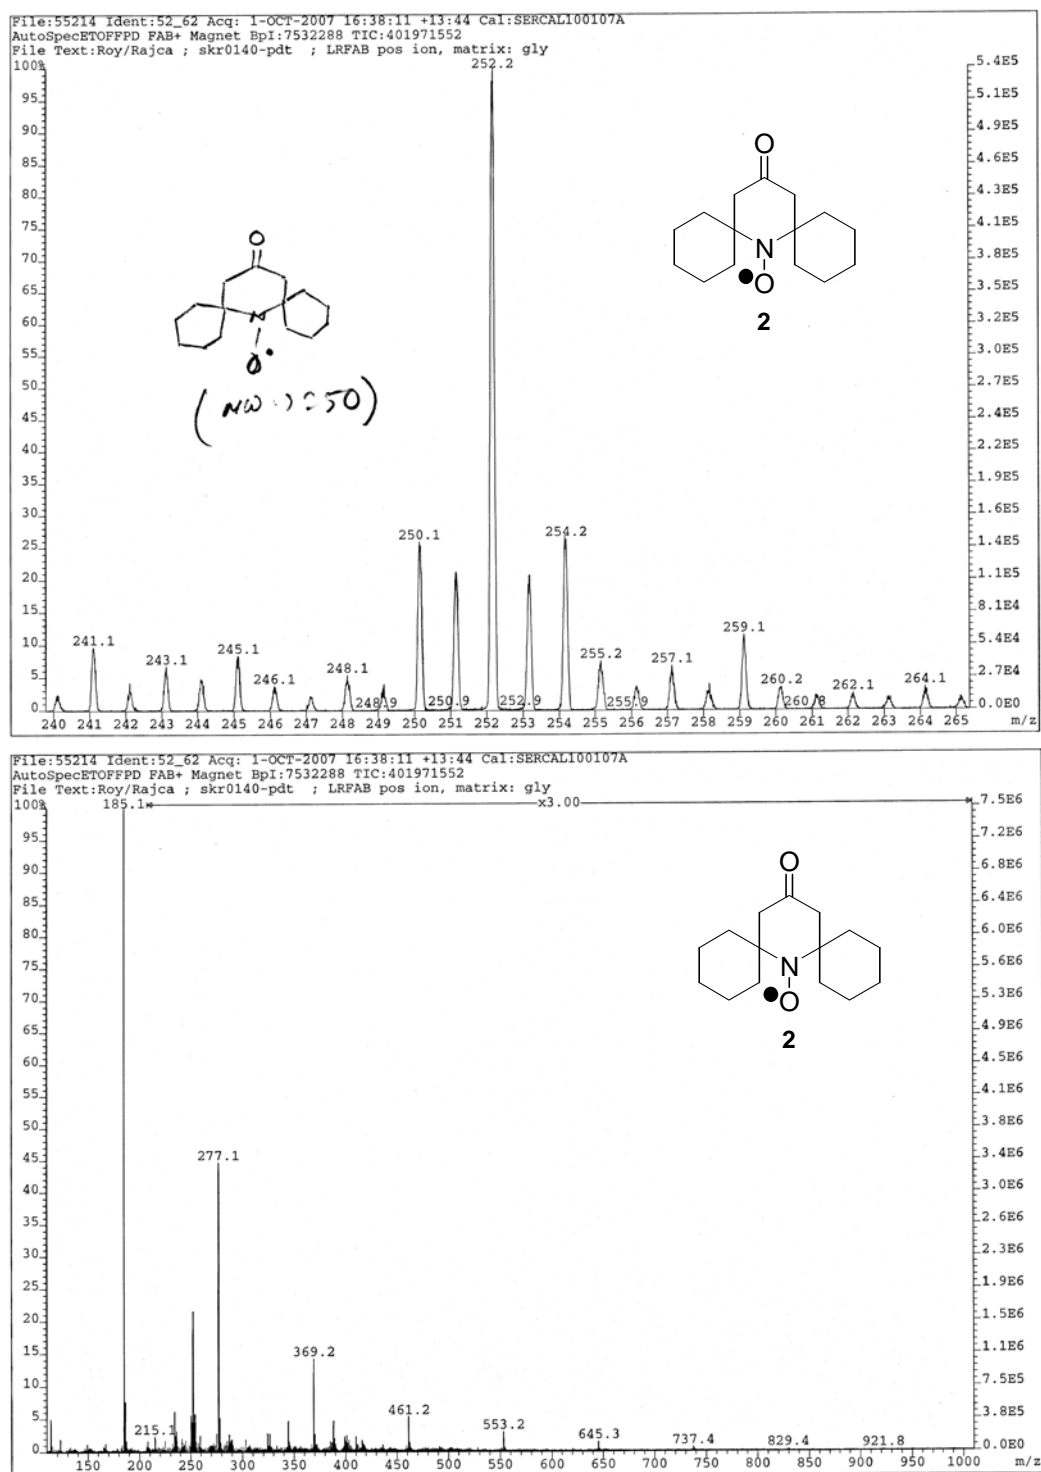 File:55214 Ident:52_62 Acq: 1-OCT-2007 16:38:11 +13:44 Cal:SERCAL100107A
AutoSpecETOFFPD FAB+ Magnet BpI:7532288 TIC:401971552
File Text:Roy/Rajca ; skr0140-pdt ; LRFAB pos ion, matrix: gly
100% 252.2 5.4E5
95 5.1E5
90 4.9E5
85 4.6E5
80 4.3E5
75 4.1E5
70 3.8E5
65 3.5E5
60 3.2E5
55 3.0E5
50 2.7E5
45 2.4E5
40 2.2E5
35 1.9E5
30 1.6E5
25 1.4E5
20 1.1E5
15 8.1E4
10 5.4E4
5 2.7E4
0 0.0E0
O
N
O
2
O
N
O
250.1 254.2
241.1 243.1 245.1 246.1 248.1 248.9 250.9 252.9 255.2 255.9 257.1 259.1 260.2 260.8 262.1 264.1
240 241 242 243 244 245 246 247 248 249 250 251 252 253 254 255 256 257 258 259 260 261 262 263 264 265 m/z
File:55214 Ident:52_62 Acq: 1-OCT-2007 16:38:11 +13:44 Cal:SERCAL100107A
AutoSpecETOFFPD FAB+ Magnet BpI:7532288 TIC:401971552
File Text:Roy/Rajca ; skr0140-pdt ; LRFAB pos ion, matrix: gly
100% 185.1 x3.00 7.5E6
95 7.2E6
90 6.8E6
85 6.4E6
80 6.0E6
75 5.6E6
70 5.3E6
65 4.9E6
60 4.5E6
55 4.1E6
50 3.8E6
45 3.4E6
40 3.0E6
35 2.6E6
30 2.3E6
25 1.9E6
20 1.5E6
15 1.1E6
10 7.5E5
5 3.8E5
0 0.0E0
O
N
O
2
277.1
369.2
215.1 461.2 553.2 645.3 737.4 829.4 921.8
150 200 250 300 350 400 450 500 550 600 650 700 750 800 850 900 950 1000 m/z